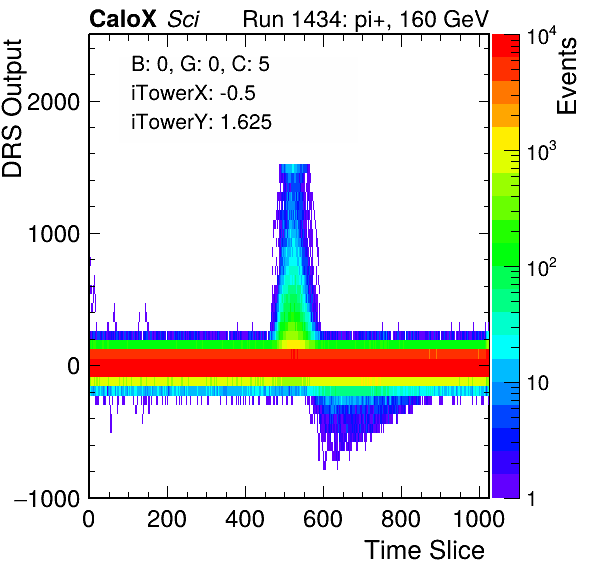 CaloX Sci Run 1434: pi+, 160 GeV
B: 0, G: 0, C: 5
iTowerX: -0.5
iTowerY: 1.625
DRS Output
2000
1000
0
−1000
0 200 400 600 800 1000
Time Slice
Events
10^4
10^3
10^2
10
1